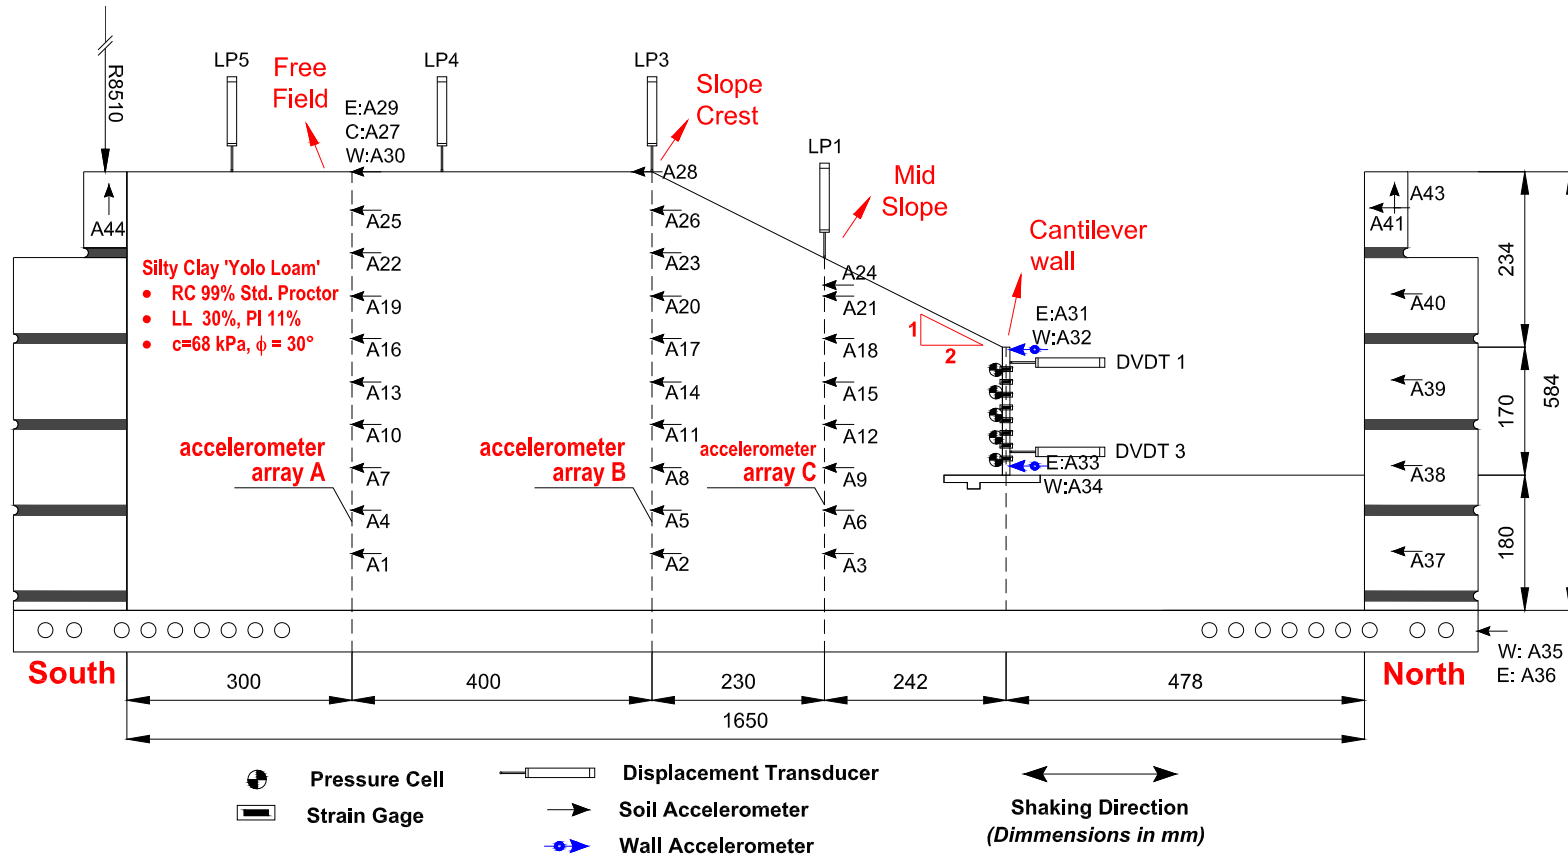 R8510
LP5
LP4
LP3
LP1
Free
Field
Slope
Crest
Mid
Slope
Cantilever
wall
E:A29
C:A27
W:A30
A28
A44
A43
A41
A25
A26
A22
A23
A24
A19
A20
A21
A16
A17
A18
A13
A14
A15
A10
A11
A12
A7
A8
A9
A4
A5
A6
A1
A2
A3
Silty Clay 'Yolo Loam'
• RC 99% Std. Proctor
• LL 30%, PI 11%
• c=68 kPa, ϕ = 30°
1
2
E:A31
W:A32
DVDT 1
DVDT 3
E:A33
W:A34
A40
A39
A38
A37
234
170
180
584
accelerometer
array A
accelerometer
array B
accelerometer
array C
W: A35
E: A36
South
North
300
400
230
242
478
1650
Pressure Cell
Strain Gage
Displacement Transducer
Soil Accelerometer
Wall Accelerometer
Shaking Direction
(Dimmensions in mm)